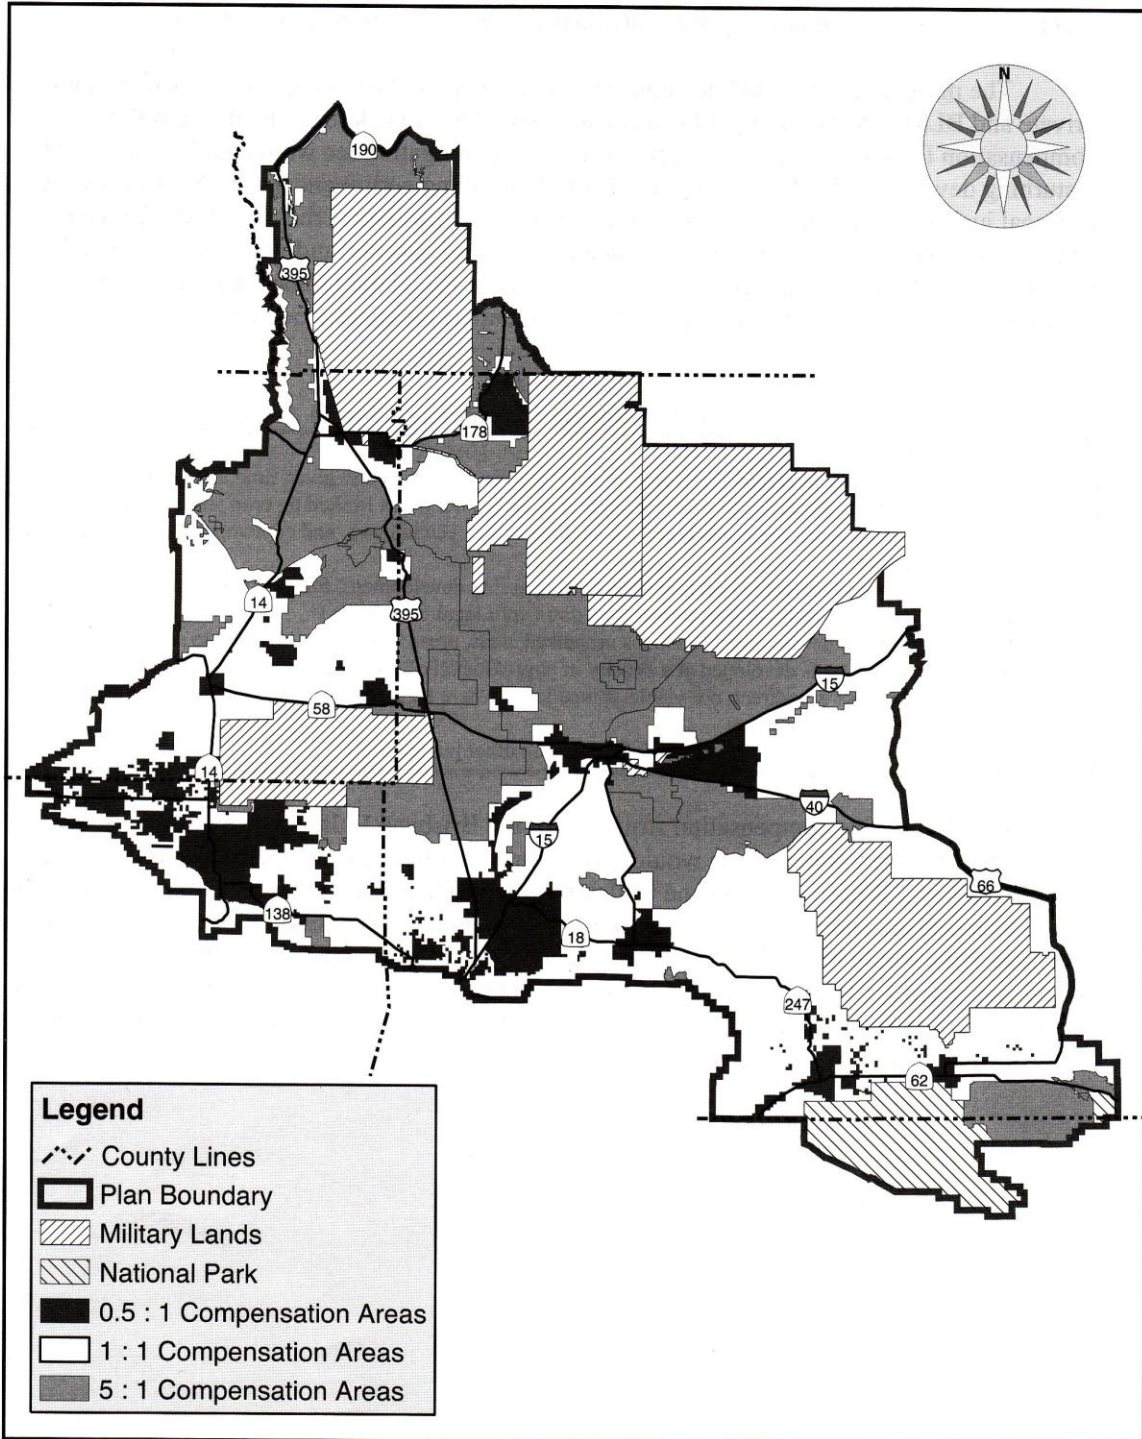 N
190
395
178
14
395
15
58
14
40
15
66
138
18
247
62
Legend
County Lines
Plan Boundary
Military Lands
National Park
0.5 : 1 Compensation Areas
1 : 1 Compensation Areas
5 : 1 Compensation Areas